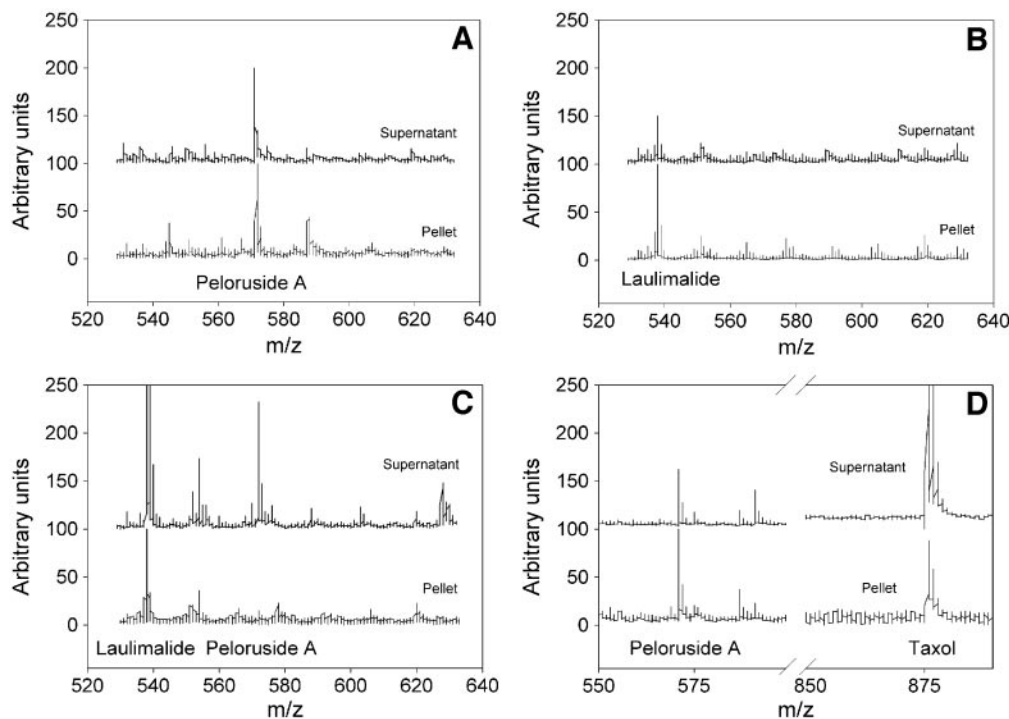 A
250
200
150
100
50
0
Arbitrary units
Supernatant
Pellet
Peloruside A
520 540 560 580 600 620 640
m/z
B
250
200
150
100
50
0
Arbitrary units
Supernatant
Pellet
Laulimalide
520 540 560 580 600 620 640
m/z
C
250
200
150
100
50
0
Arbitrary units
Supernatant
Pellet
Laulimalide Peloruside A
520 540 560 580 600 620 640
m/z
D
250
200
150
100
50
0
Arbitrary units
Supernatant
Pellet
Peloruside A Taxol
550 575 850 875
m/z